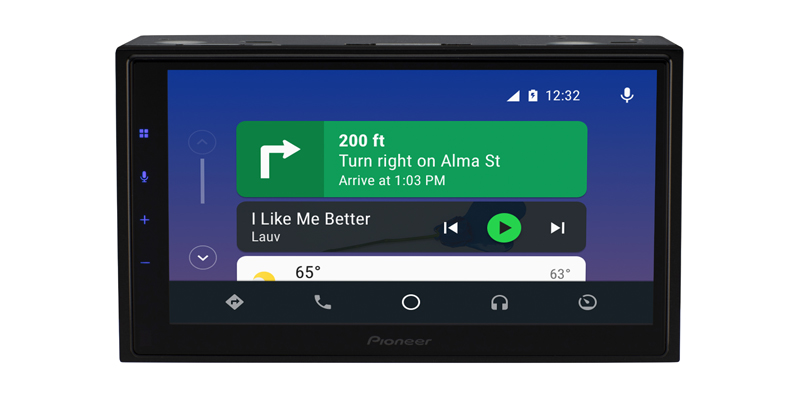 12:32
200 ft
Turn right on Alma St
Arrive at 1:03 PM
I Like Me Better
Lauv
65°
63°
Pioneer